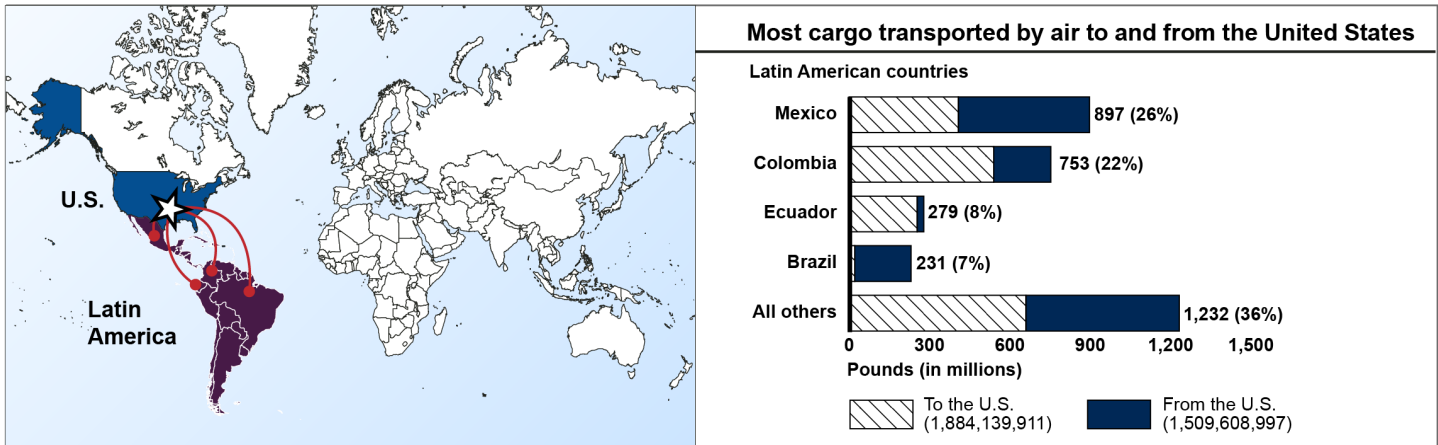 U.S.
Latin
America
Most cargo transported by air to and from the United States
Latin American countries
Mexico
897 (26%)
Colombia
753 (22%)
Ecuador
279 (8%)
Brazil
231 (7%)
All others
1,232 (36%)
0 300 600 900 1,200 1,500
Pounds (in millions)
To the U.S.
(1,884,139,911)
From the U.S.
(1,509,608,997)